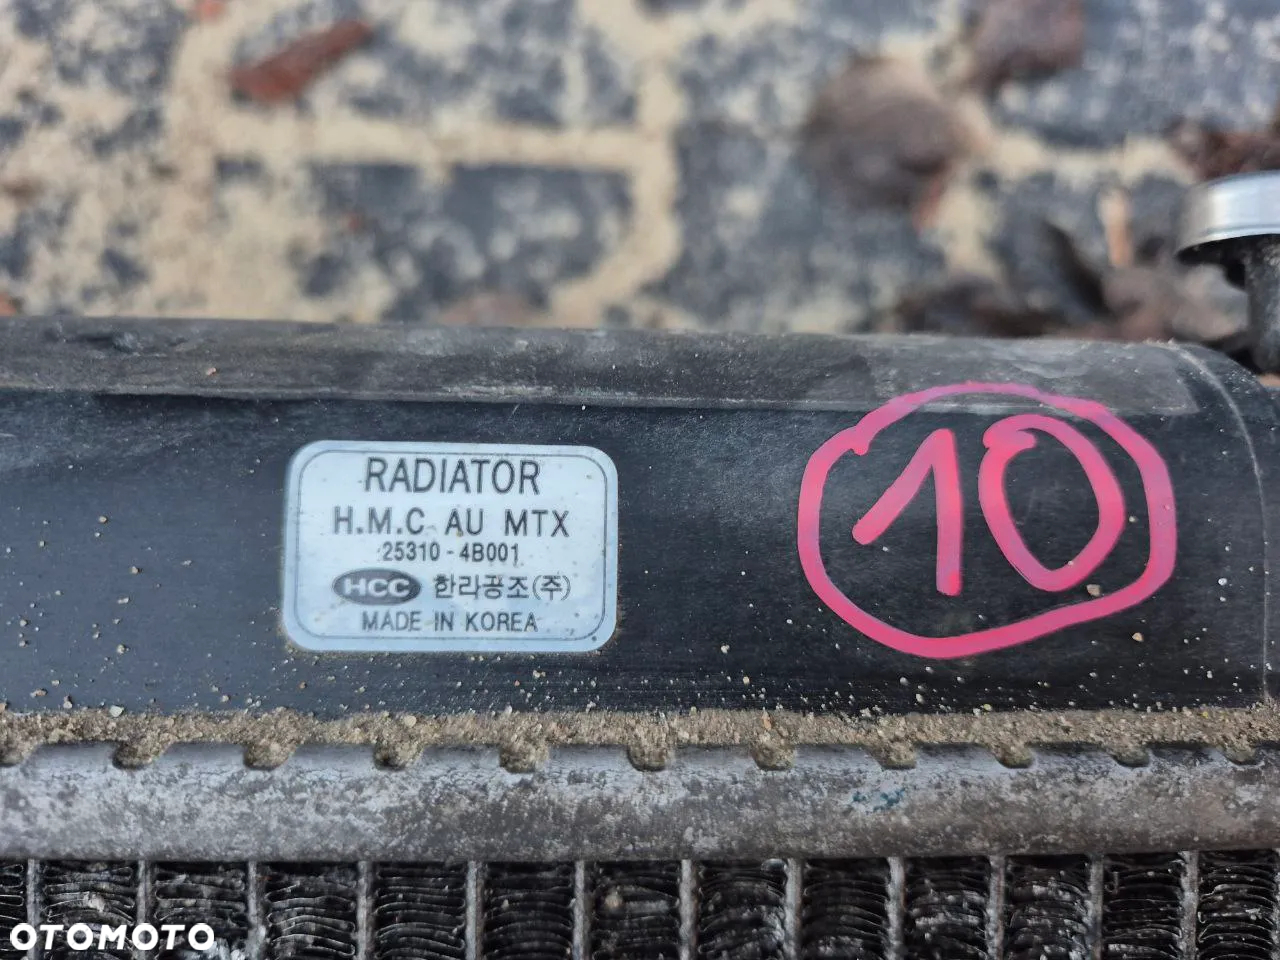 RADIATOR
H.M.C AU MTX
25310-4B001
HCC 한라공조(주)
MADE IN KOREA
10
OTOMOTO